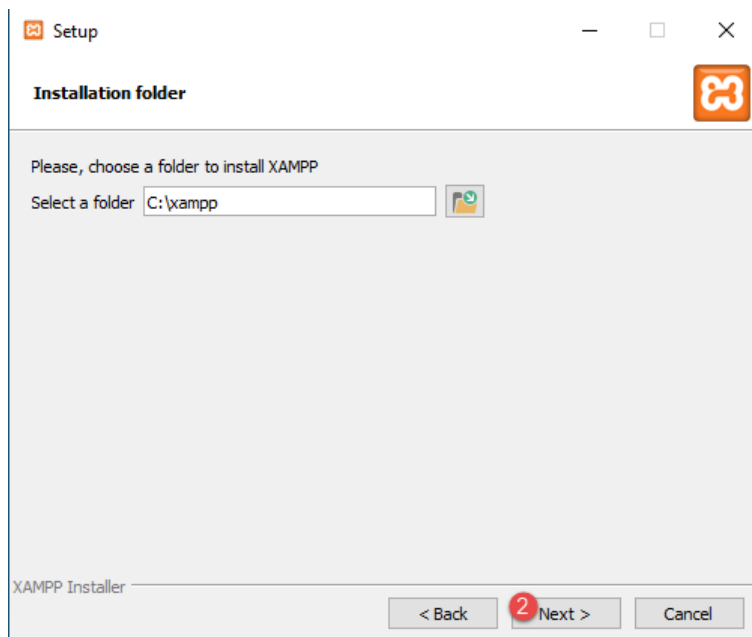 Setup
Installation folder
Please, choose a folder to install XAMPP
Select a folder C:\xampp
XAMPP Installer
< Back 2 Next > Cancel